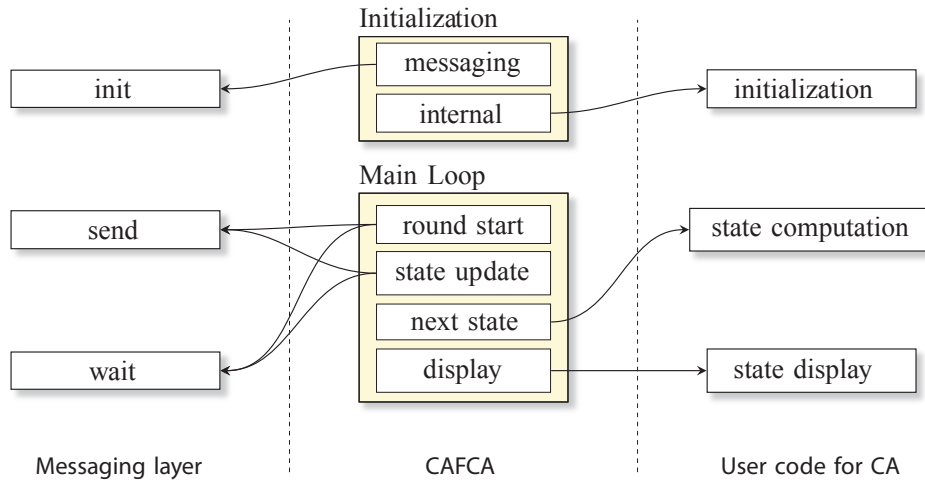 Initialization
messaging
init
internal
initialization
Main Loop
round start
send
state computation
state update
next state
wait
display
state display
Messaging layer
CAFCA
User code for CA